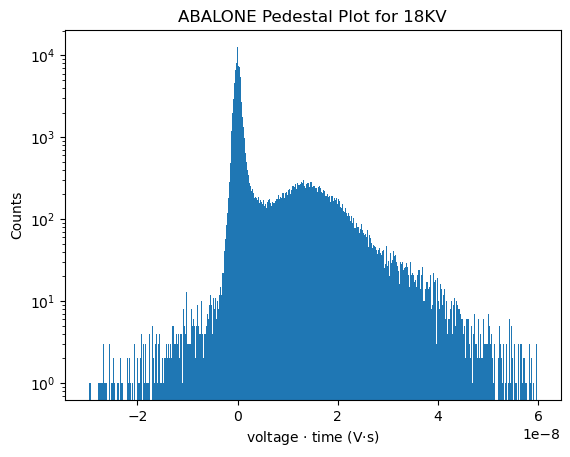 ABALONE Pedestal Plot for 18KV
Counts
10⁴
10³
10²
10¹
10⁰
−2
0
2
4
6
1e−8
voltage · time (V·s)